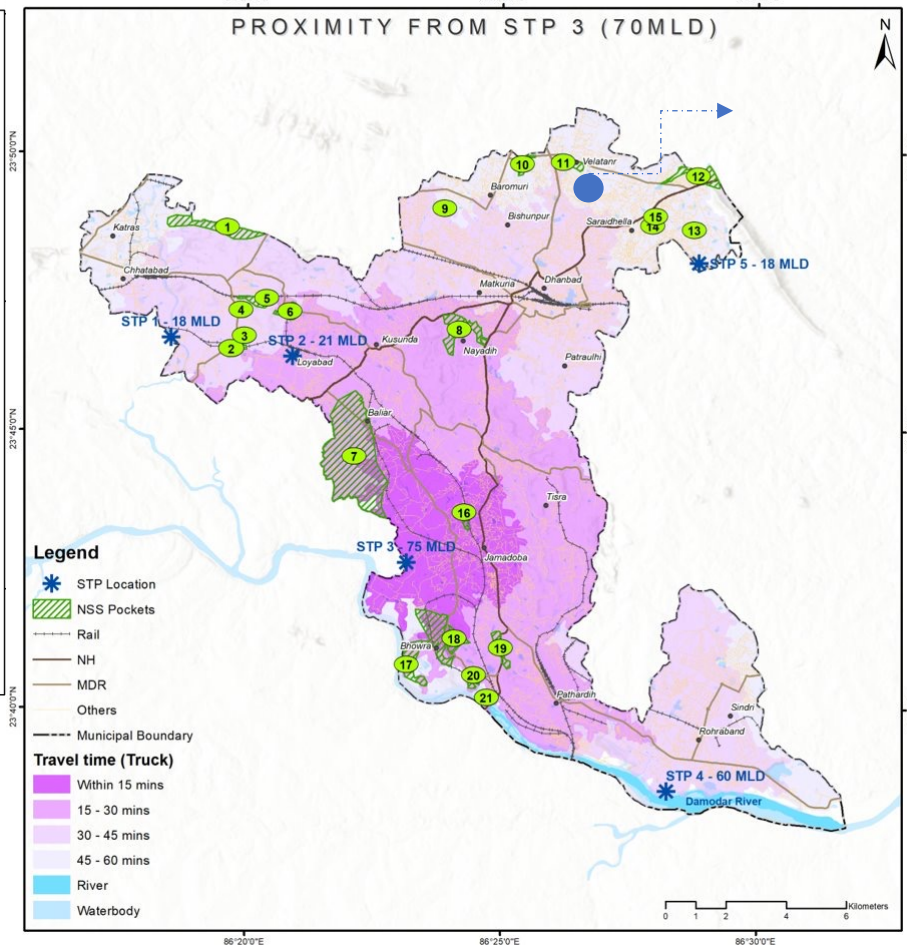 PROXIMITY FROM STP 3 (70MLD)
N
23°50'0"N
23°45'0"N
23°40'0"N
10
11
Velatanr
12
Baromuri
9
Bishunpur
15
14
Saraidhella
13
1
Katras
STP 5 - 18 MLD
Chhatabad
Dhanbad
Matkuria
5
4
6
STP 1 - 18 MLD
8
3
STP 2 - 21 MLD
Kusunda
2
Nayadih
Loyabad
Patraulhi
Baliar
7
Tisra
16
STP 3 - 75 MLD
Jamadoba
18
Bhowra
19
17
20
21
Pathardih
Sindri
Rohraband
STP 4 - 60 MLD
Damodar River
Legend
STP Location
NSS Pockets
Rail
NH
MDR
Others
Municipal Boundary
Travel time (Truck)
Within 15 mins
15 - 30 mins
30 - 45 mins
45 - 60 mins
River
Waterbody
Kilometers
0 1 2 4 6
86°20'0"E
86°25'0"E
86°30'0"E